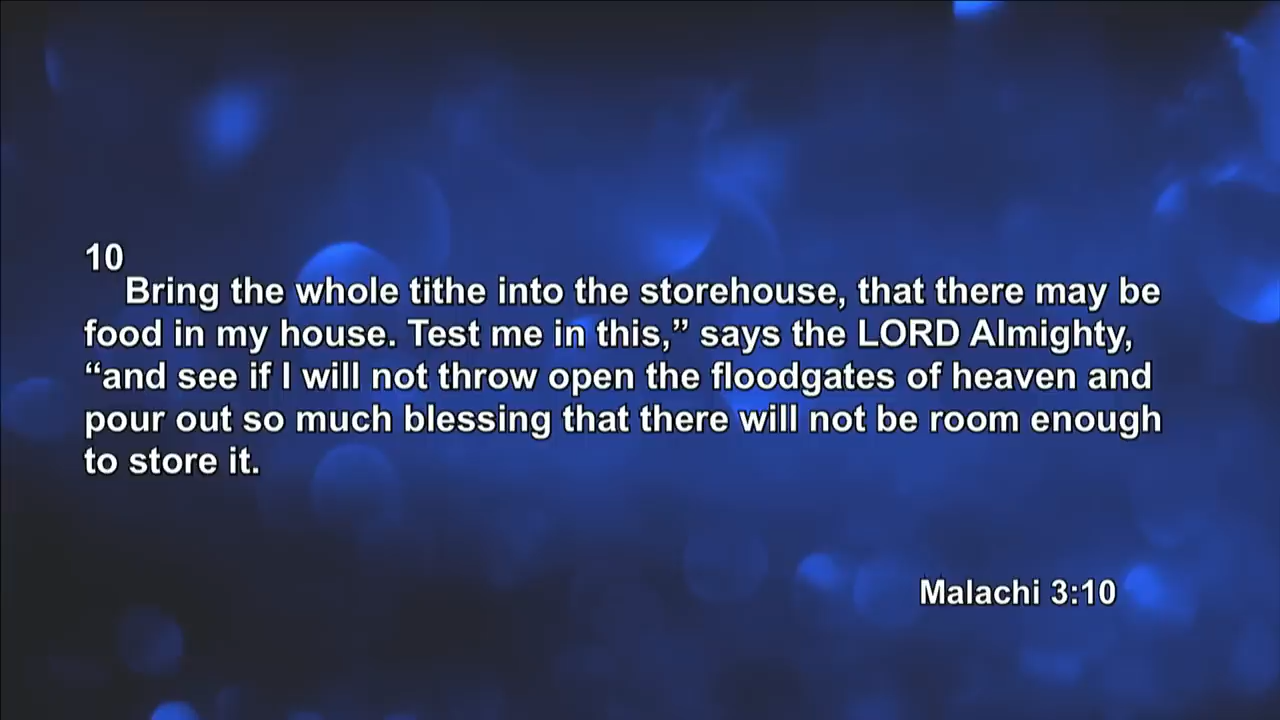 10
Bring the whole tithe into the storehouse, that there may be
food in my house. Test me in this,” says the LORD Almighty,
“and see if I will not throw open the floodgates of heaven and
pour out so much blessing that there will not be room enough
to store it.
Malachi 3:10